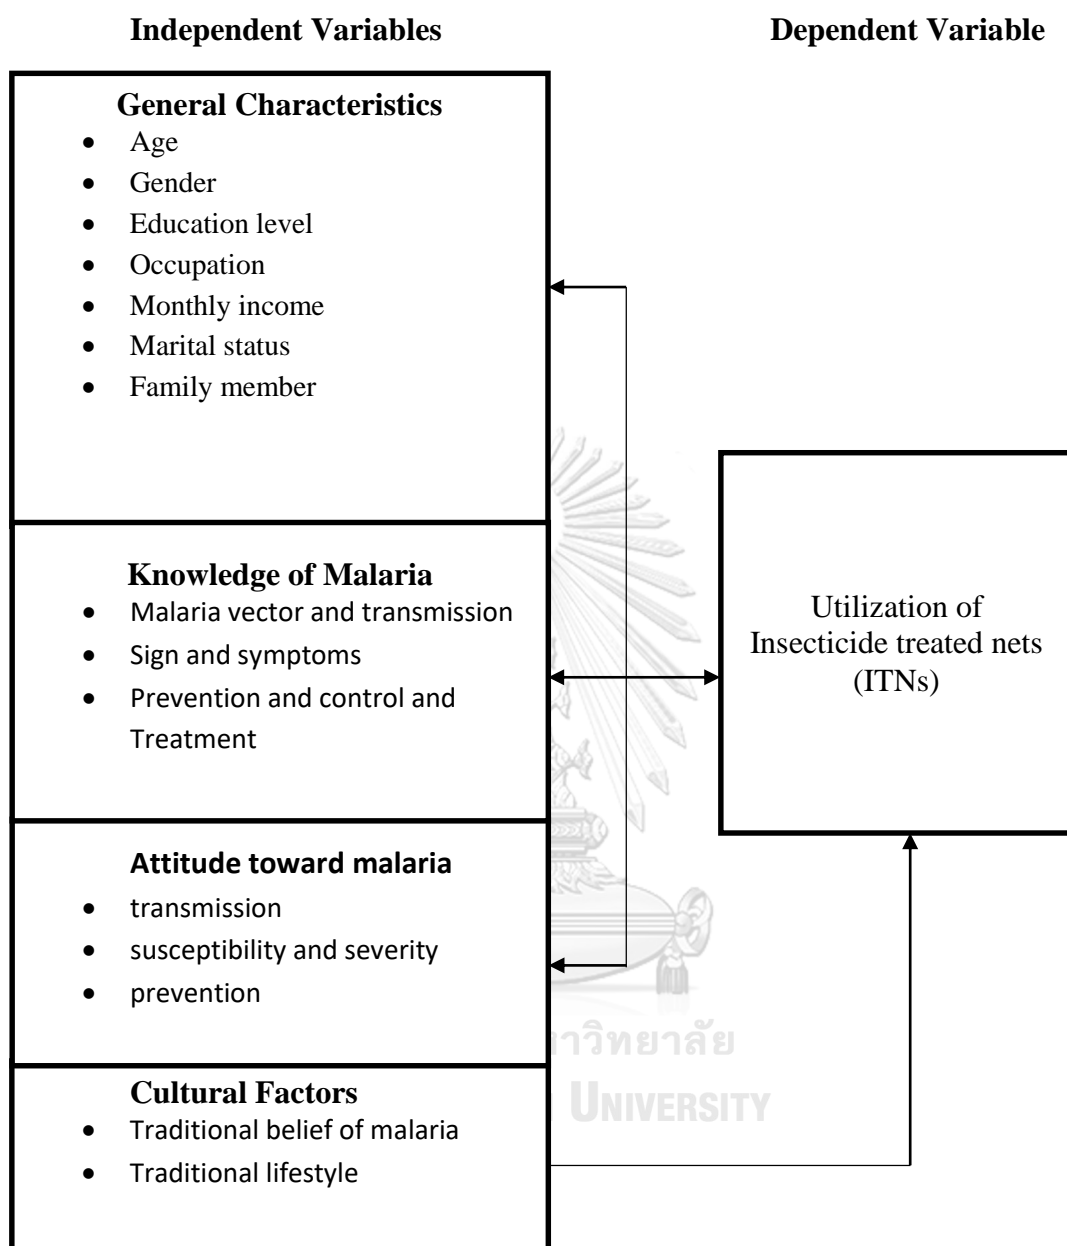 Independent Variables
Dependent Variable
General Characteristics
• Age
• Gender
• Education level
• Occupation
• Monthly income
• Marital status
• Family member
Knowledge of Malaria
• Malaria vector and transmission
• Sign and symptoms
• Prevention and control and
Treatment
Attitude toward malaria
• transmission
• susceptibility and severity
• prevention
Cultural Factors
• Traditional belief of malaria
• Traditional lifestyle
Utilization of
Insecticide treated nets
(ITNs)
UNIVERSITY